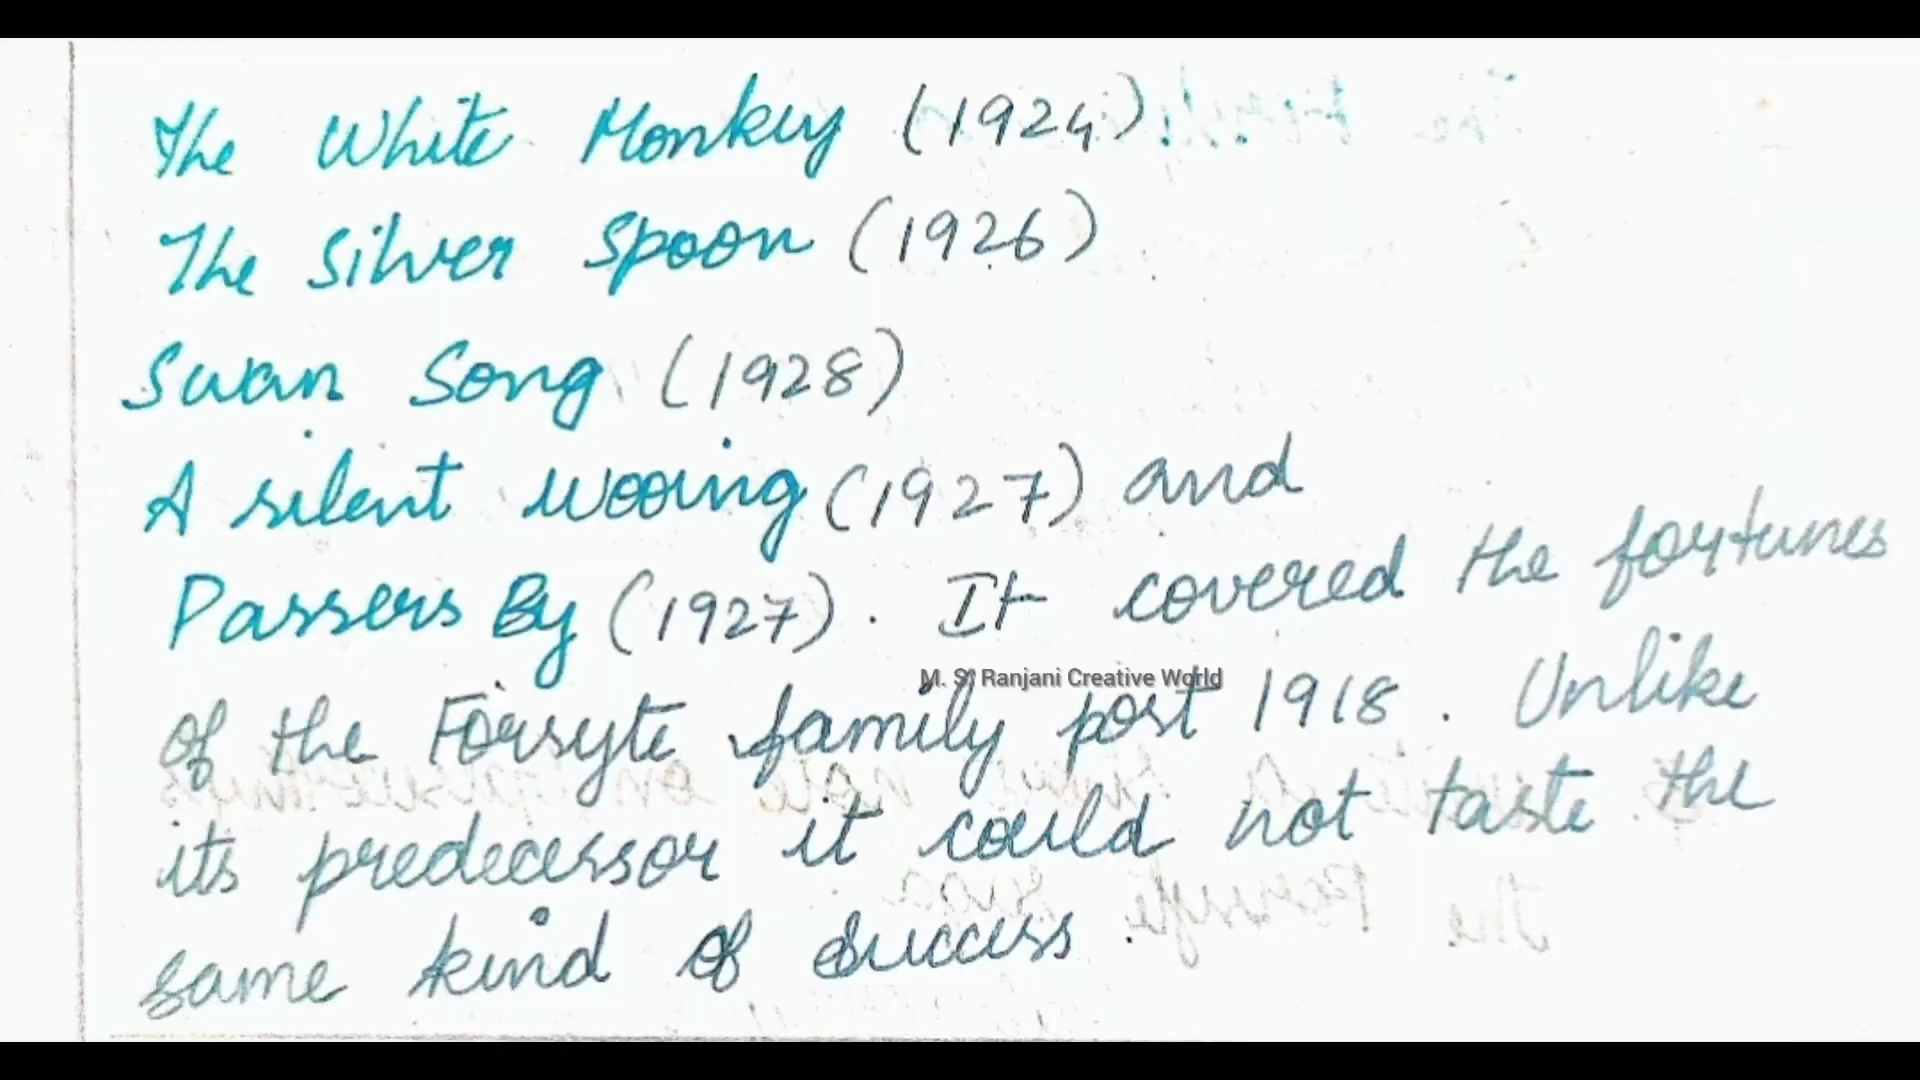 The White Monkey (1924)
The Silver Spoon (1926)
Swan Song (1928)
A silent wooing (1927) and
Passers By (1927). It covered the fortunes
M. S. Ranjani Creative World
of the Forsyte family post 1918. Unlike
its predecessor it could not taste the
same kind of success.